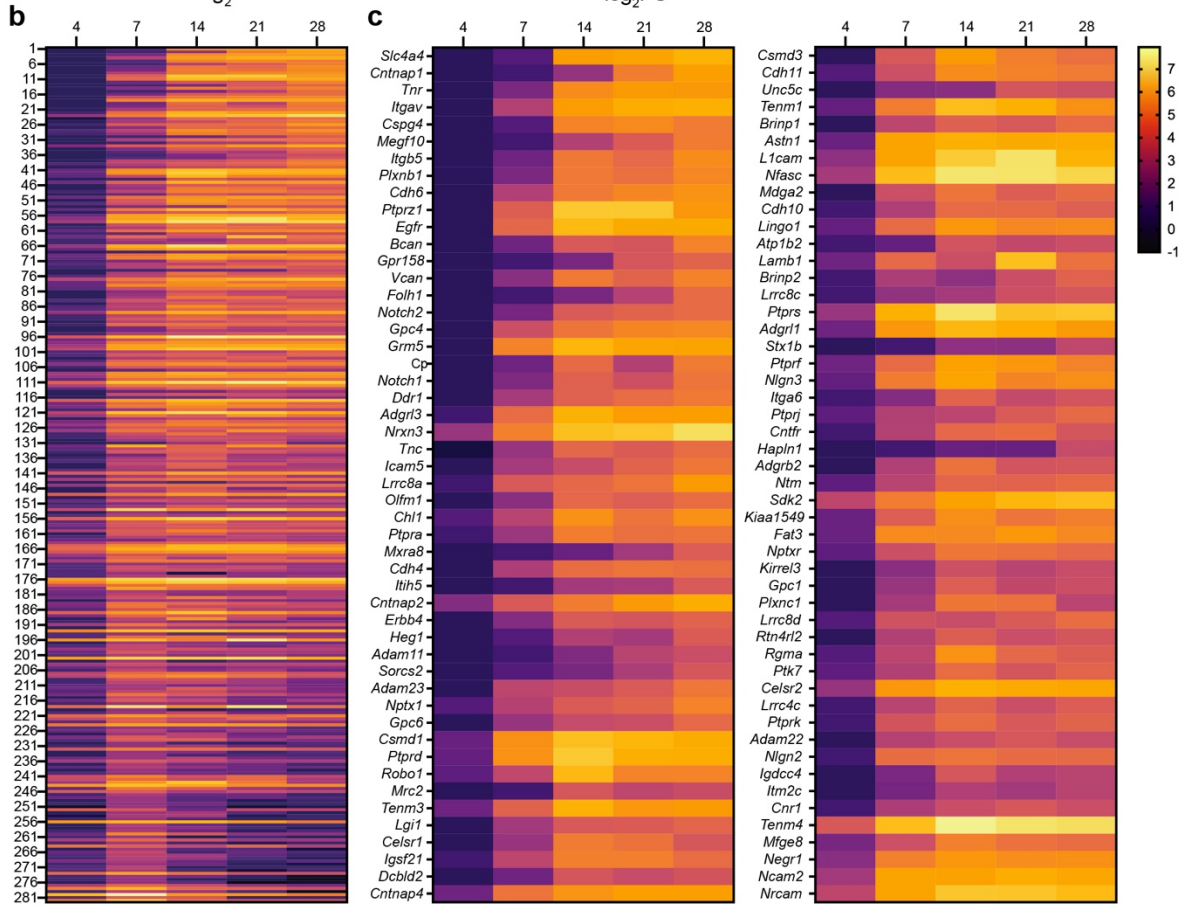 b
c
4 7 14 21 28
4 7 14 21 28
4 7 14 21 28
1
6
11
16
21
26
31
36
41
46
51
56
61
66
71
76
81
86
91
96
101
106
111
116
121
126
131
136
141
146
151
156
161
166
171
176
181
186
191
196
201
206
211
216
221
226
231
236
241
246
251
256
261
266
271
276
281
Slc4a4
Cntnap1
Tnr
Itgav
Cspg4
Megf10
Itgb5
Plxnb1
Cdh6
Ptprz1
Egfr
Bcan
Gpr158
Vcan
Folh1
Notch2
Gpc4
Grm5
Cp
Notch1
Ddr1
Adgrl3
Nrxn3
Tnc
Icam5
Lrrc8a
Olfm1
Chl1
Ptpra
Mxra8
Cdh4
Itih5
Cntnap2
Erbb4
Heg1
Adam11
Sorcs2
Adam23
Nptx1
Gpc6
Csmd1
Ptprd
Robo1
Mrc2
Tenm3
Lgi1
Celsr1
Igsf21
Dcbld2
Cntnap4
Csmd3
Cdh11
Unc5c
Tenm1
Brinp1
Astn1
L1cam
Nfasc
Mdga2
Cdh10
Lingo1
Atp1b2
Lamb1
Brinp2
Lrrc8c
Ptprs
Adgrl1
Stx1b
Ptprf
Nlgn3
Itga6
Ptprj
Cntfr
Hapln1
Adgrb2
Ntm
Sdk2
Kiaa1549
Fat3
Nptxr
Kirrel3
Gpc1
Plxnc1
Lrrc8d
Rtn4rl2
Rgma
Ptk7
Celsr2
Lrrc4c
Ptprk
Adam22
Nlgn2
Igdcc4
Itm2c
Cnr1
Tenm4
Mfge8
Negr1
Ncam2
Nrcam
7
6
5
4
3
2
1
0
-1